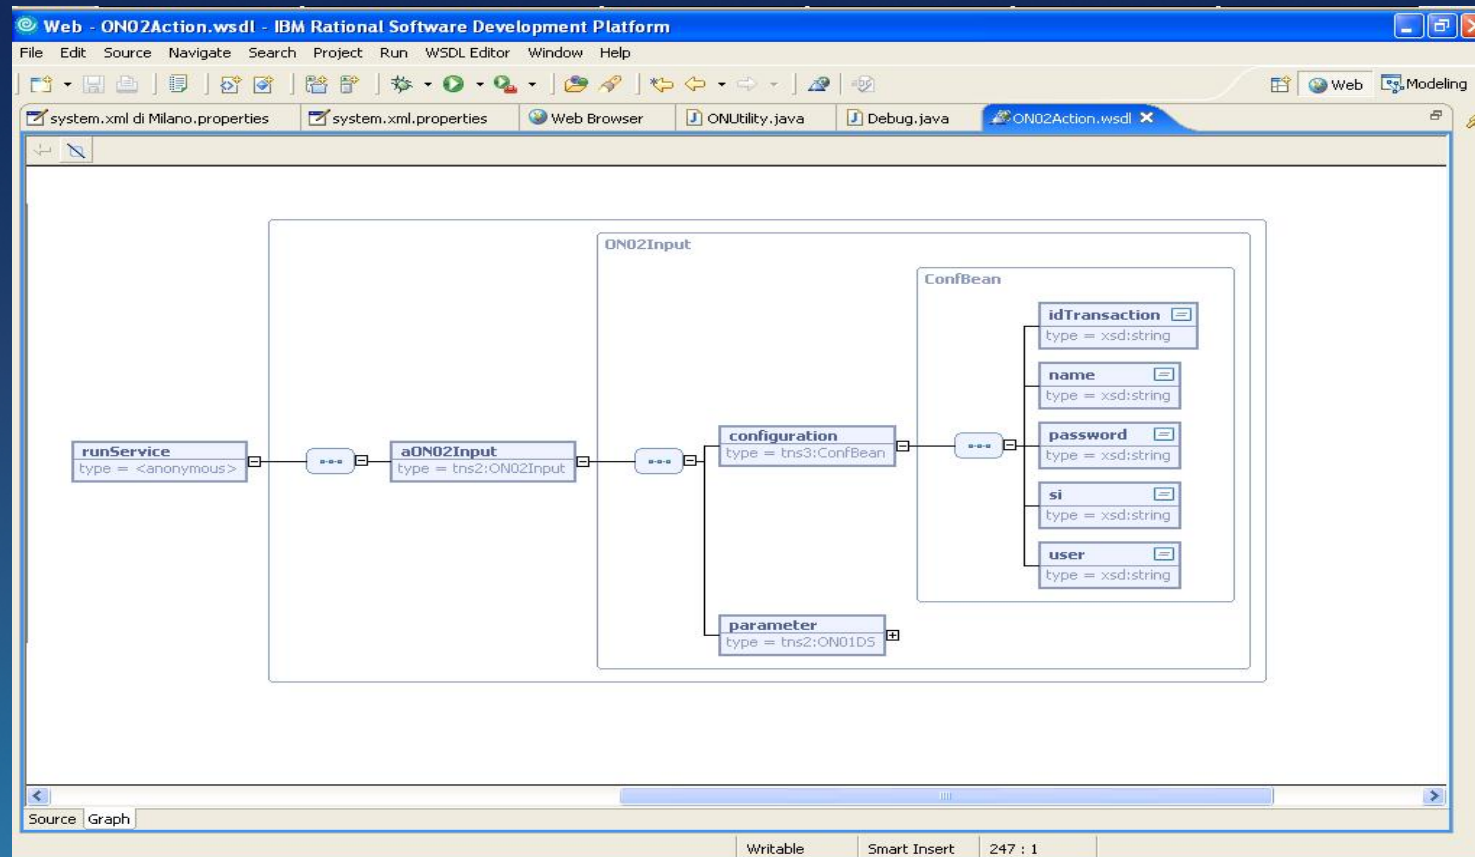 Web - ON02Action.wsdl - IBM Rational Software Development Platform
File Edit Source Navigate Search Project Run WSDL Editor Window Help
Web Modeling
system.xml di Milano.properties system.xml.properties Web Browser ONUtility.java Debug.java ON02Action.wsdl
ON02Input
ConfBean
idTransaction
type = xsd:string
name
type = xsd:string
password
type = xsd:string
si
type = xsd:string
user
type = xsd:string
configuration
type = tns3:ConfBean
runService
type = <anonymous>
aON02Input
type = tns2:ON02Input
parameter
type = tns2:ON01DS
Source Graph
Writable Smart Insert 247 : 1